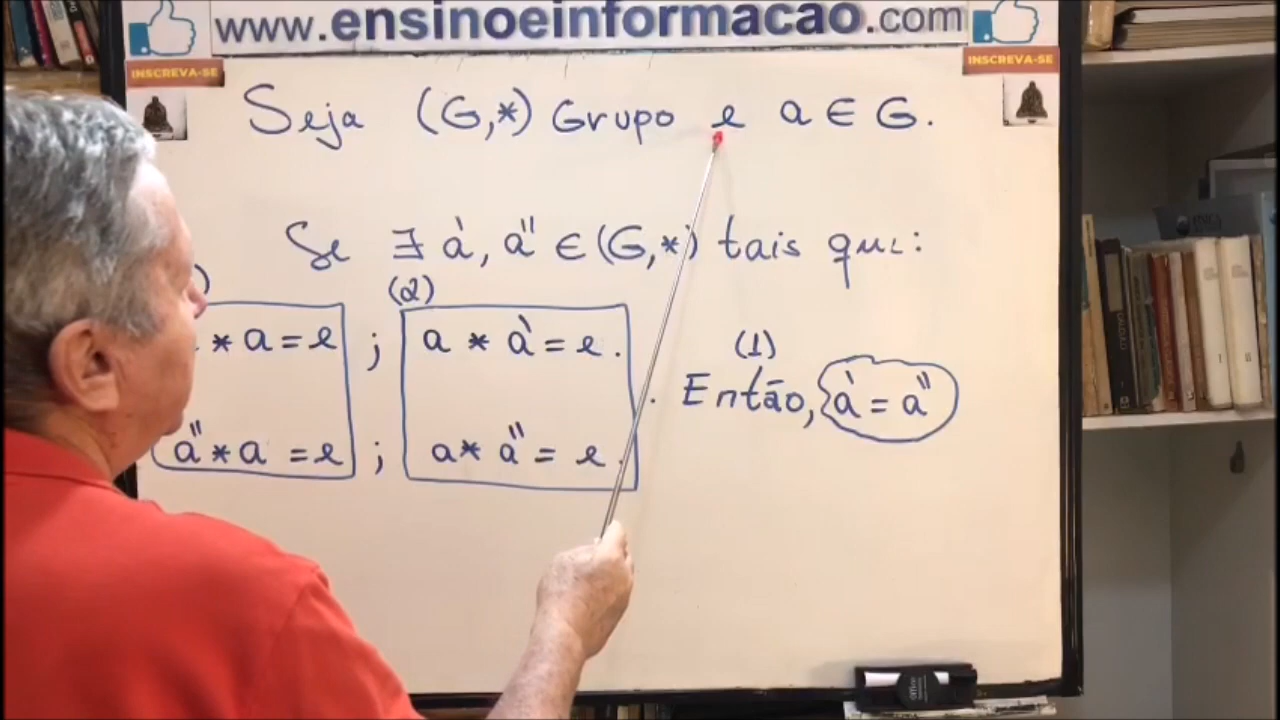 www.ensinoeinformacao.com
INSCREVA-SE INSCREVA-SE
Seja (G,*) Grupo e a ∈ G.
Se ∃ a', a" ∈ (G,*) tais que:
) (2)
* a = e ; a * a' = e .
(1)
. Então, a' = a"
a" * a = e ; a * a" = e .